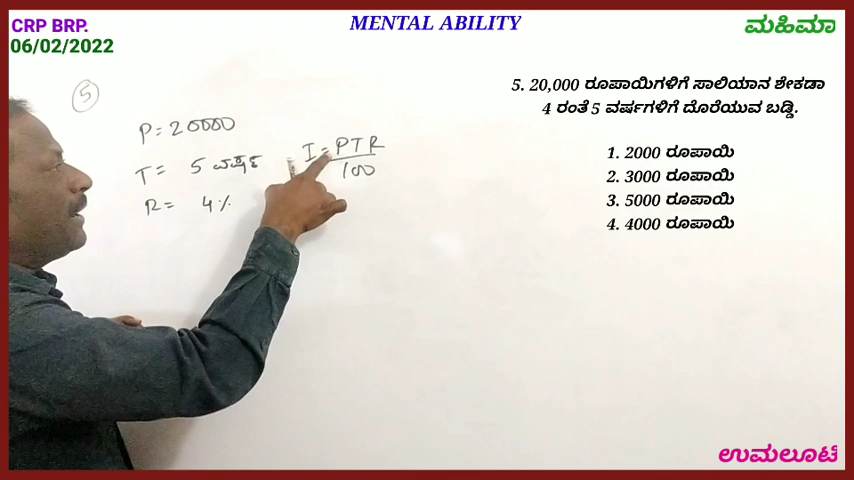 CRP BRP.
06/02/2022
MENTAL ABILITY
ಮಹಿಮಾ
5. 20,000 ರೂಪಾಯಿಗಳಿಗೆ ಸಾಲಿಯಾನ ಶೇಕಡಾ
4 ರಂತೆ 5 ವರ್ಷಗಳಿಗೆ ದೊರೆಯುವ ಬಡ್ಡಿ.
1. 2000 ರೂಪಾಯಿ
2. 3000 ರೂಪಾಯಿ
3. 5000 ರೂಪಾಯಿ
4. 4000 ರೂಪಾಯಿ
5
P = 20000
T = 5 ವರ್ಷ
R = 4%
I = PTR
100
ಉಮಲೂಟಿ